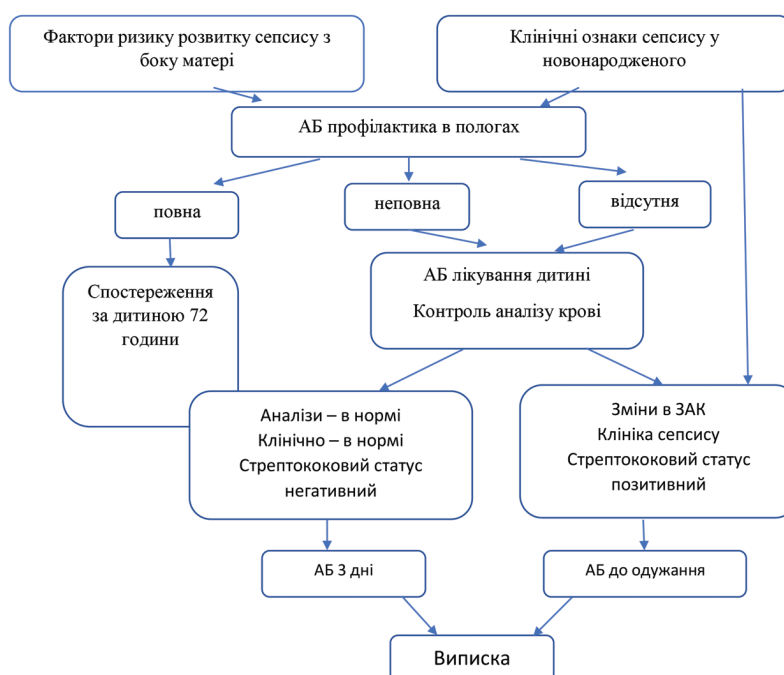 Фактори ризику розвитку сепсису з
боку матері
Клінічні ознаки сепсису у
новонародженого
АБ профілактика в пологах
повна
неповна
відсутня
Спостереження
за дитиною 72
години
АБ лікування дитині
Контроль аналізу крові
Аналізи – в нормі
Клінічно – в нормі
Стрептококовий статус
негативний
Зміни в ЗАК
Клініка сепсису
Стрептококовий статус
позитивний
АБ 3 дні
АБ до одужання
Виписка